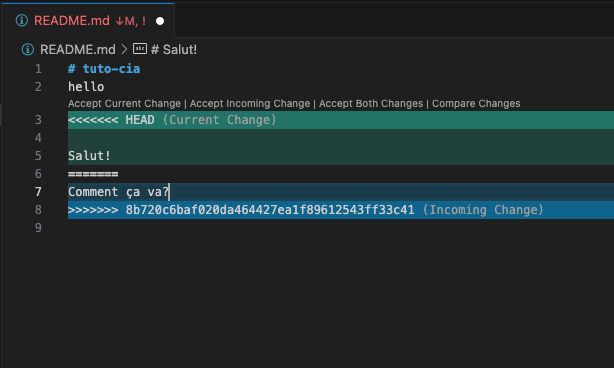 README.md ↓M, !
README.md > # Salut!
1 # tuto-cia
2 hello
Accept Current Change | Accept Incoming Change | Accept Both Changes | Compare Changes
3 <<<<<<< HEAD (Current Change)
4
5 Salut!
6 =======
7 Comment ça va?
8 >>>>>>> 8b720c6baf020da464427ea1f89612543ff33c41 (Incoming Change)
9